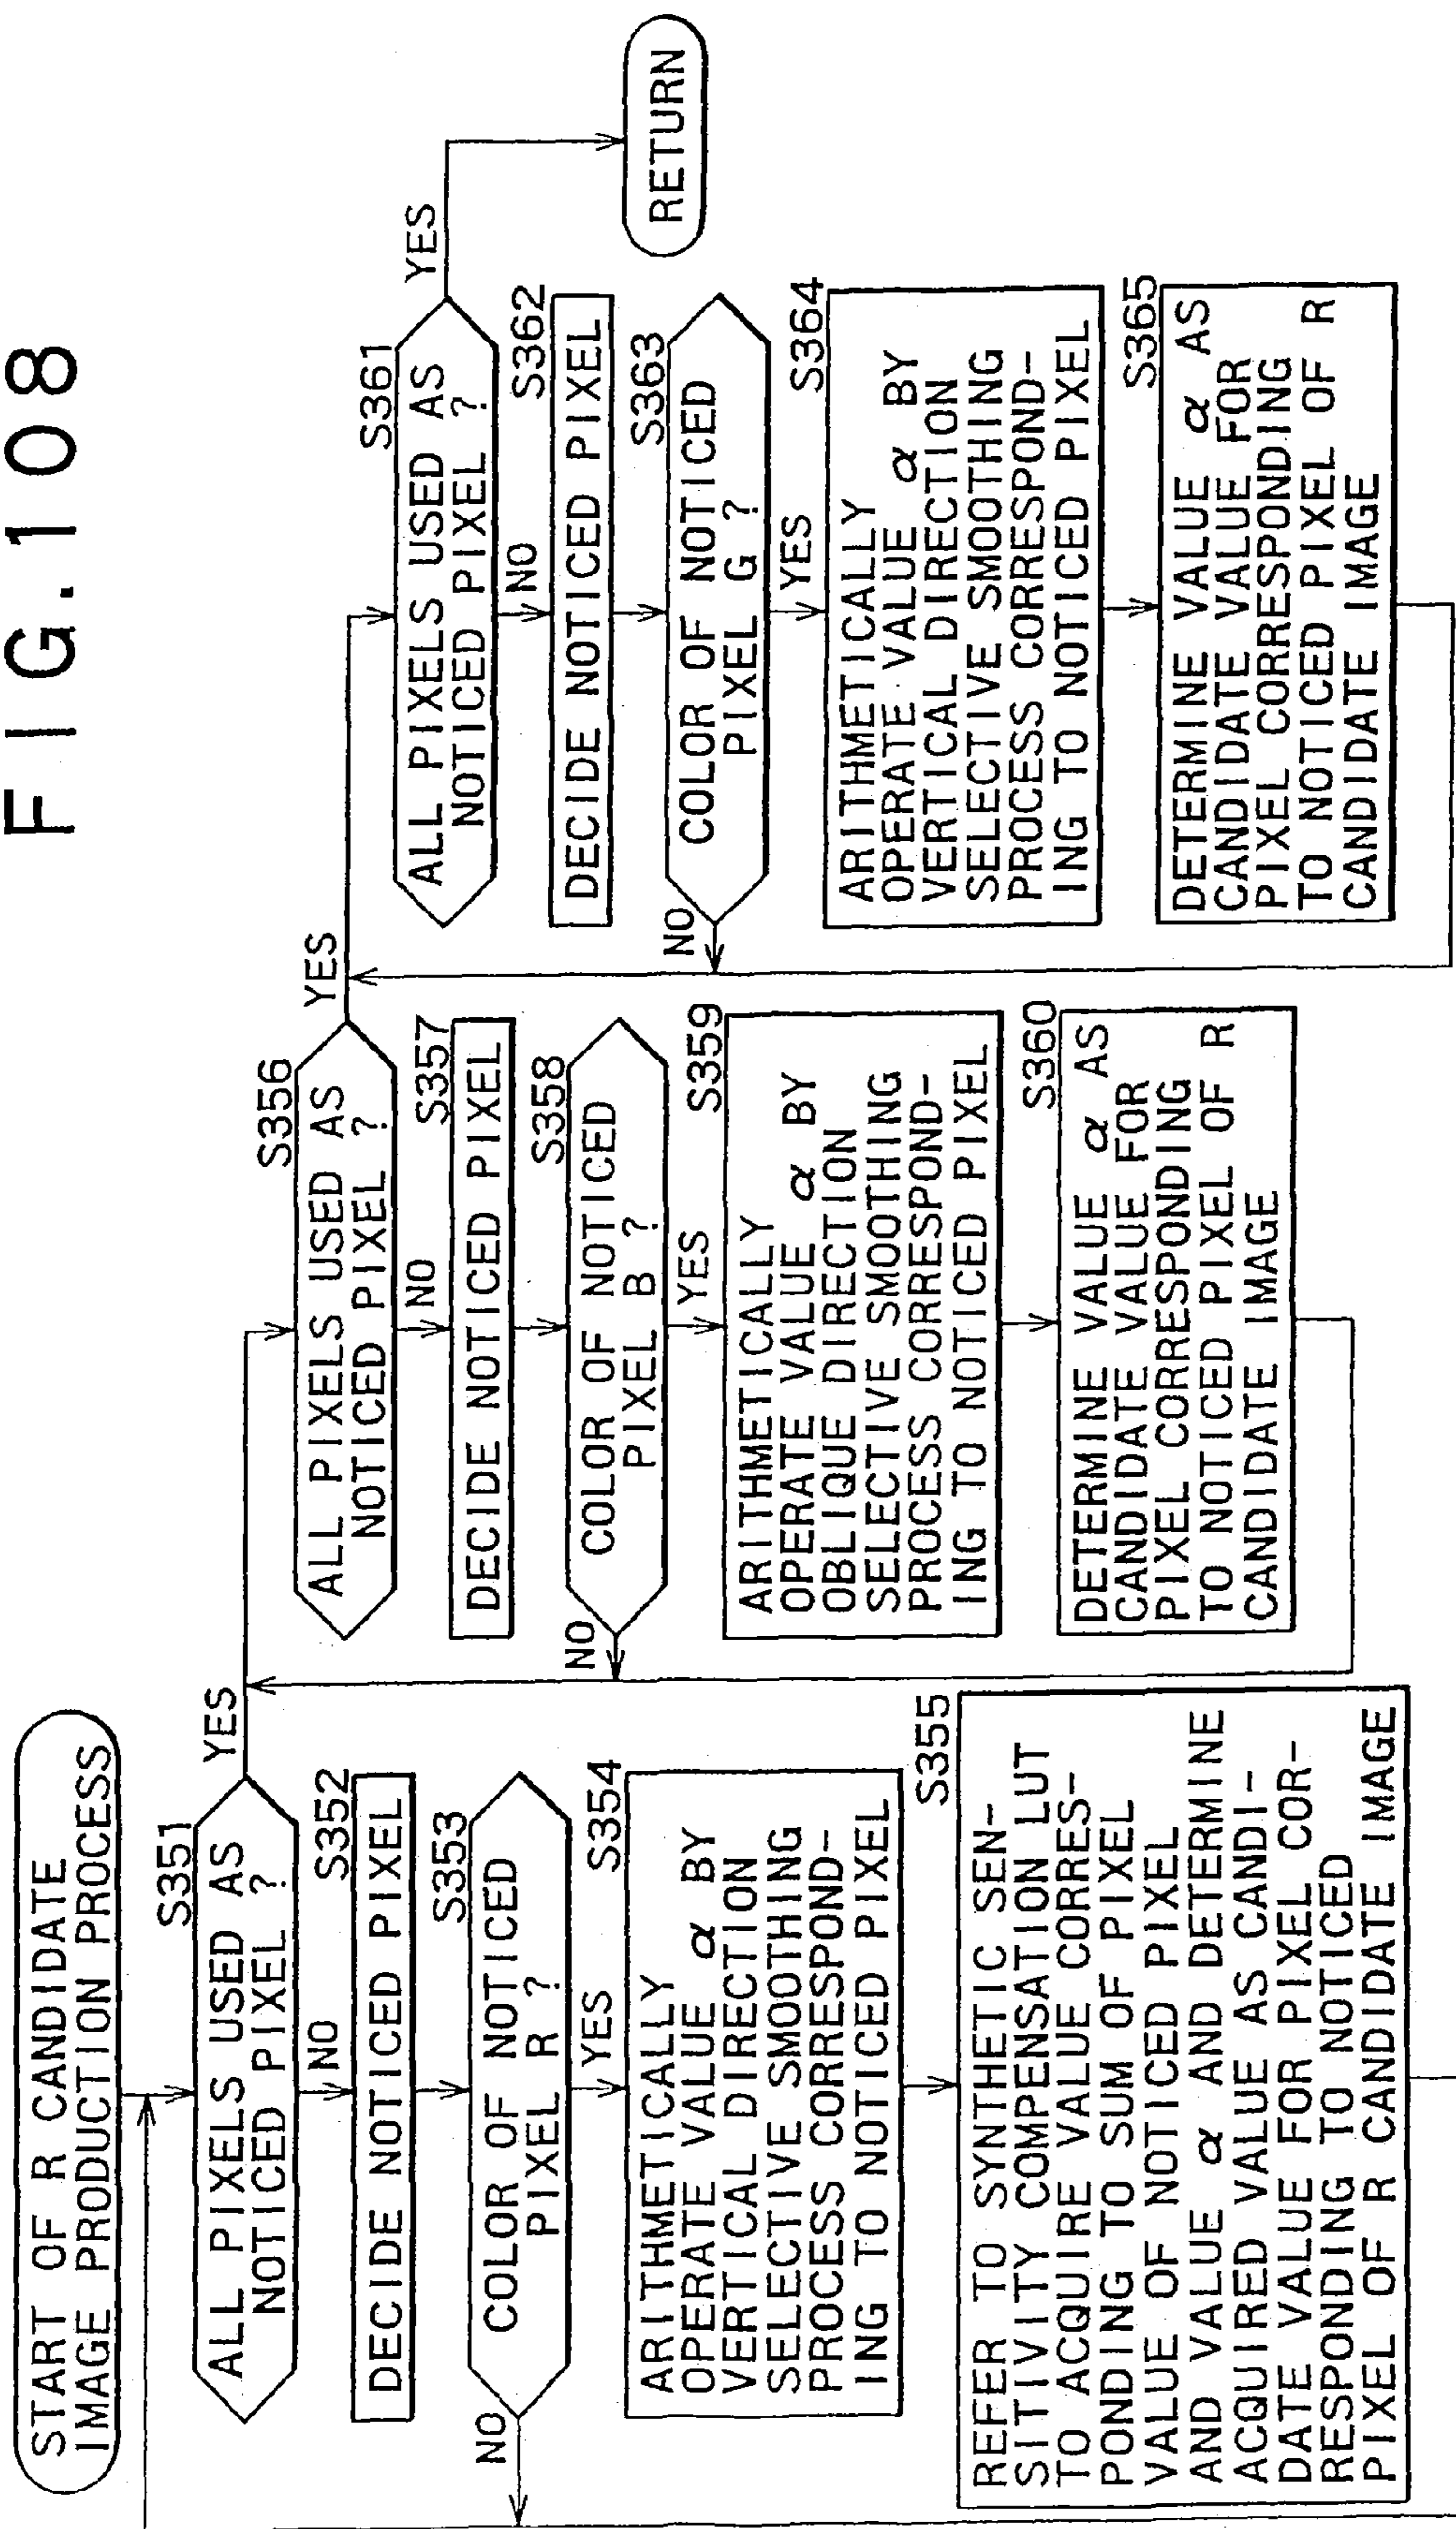 FIG.108
START OF R CANDIDATE
IMAGE PRODUCTION PROCESS
S351
ALL PIXELS USED AS
NOTICED PIXEL ?
YES
NO
S352
DECIDE NOTICED PIXEL
S353
COLOR OF NOTICED
PIXEL R ?
NO
YES
S354
ARITHMETICALLY
OPERATE VALUE α BY
VERTICAL DIRECTION
SELECTIVE SMOOTHING
PROCESS CORRESPOND-
ING TO NOTICED PIXEL
S355
REFER TO SYNTHETIC SEN-
SITIVITY COMPENSATION LUT
TO ACQUIRE VALUE CORRES-
PONDING TO SUM OF PIXEL
VALUE OF NOTICED PIXEL
AND VALUE α AND DETERMINE
ACQUIRED VALUE AS CANDI-
DATE VALUE FOR PIXEL COR-
RESPONDING TO NOTICED
PIXEL OF R CANDIDATE IMAGE
S356
ALL PIXELS USED AS
NOTICED PIXEL ?
YES
NO
S357
DECIDE NOTICED PIXEL
S358
COLOR OF NOTICED
PIXEL B ?
NO
YES
S359
ARITHMETICALLY
OPERATE VALUE α BY
OBLIQUE DIRECTION
SELECTIVE SMOOTHING
PROCESS CORRESPOND-
ING TO NOTICED PIXEL
S360
DETERMINE VALUE α AS
CANDIDATE VALUE FOR
PIXEL CORRESPONDING
TO NOTICED PIXEL OF R
CANDIDATE IMAGE
S361
ALL PIXELS USED AS
NOTICED PIXEL ?
YES
NO
S362
DECIDE NOTICED PIXEL
S363
COLOR OF NOTICED
PIXEL G ?
NO
YES
S364
ARITHMETICALLY
OPERATE VALUE α BY
VERTICAL DIRECTION
SELECTIVE SMOOTHING
PROCESS CORRESPOND-
ING TO NOTICED PIXEL
S365
DETERMINE VALUE α AS
CANDIDATE VALUE FOR
PIXEL CORRESPONDING
TO NOTICED PIXEL OF R
CANDIDATE IMAGE
RETURN